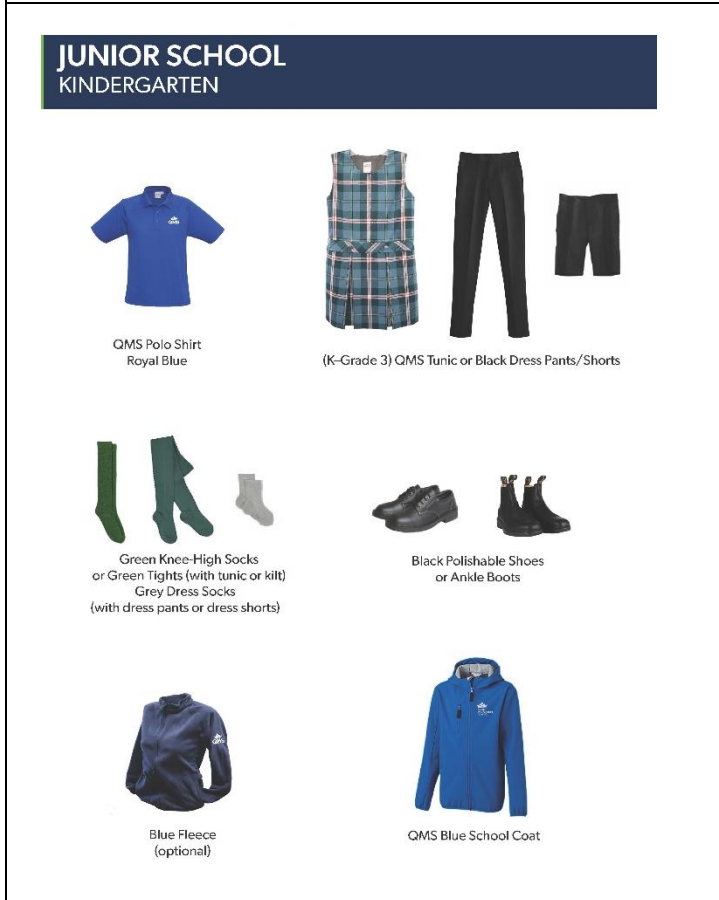 JUNIOR SCHOOL
KINDERGARTEN
QMS Polo Shirt
Royal Blue
(K–Grade 3) QMS Tunic or Black Dress Pants/Shorts
Green Knee-High Socks
or Green Tights (with tunic or kilt)
Grey Dress Socks
(with dress pants or dress shorts)
Black Polishable Shoes
or Ankle Boots
Blue Fleece
(optional)
QMS Blue School Coat